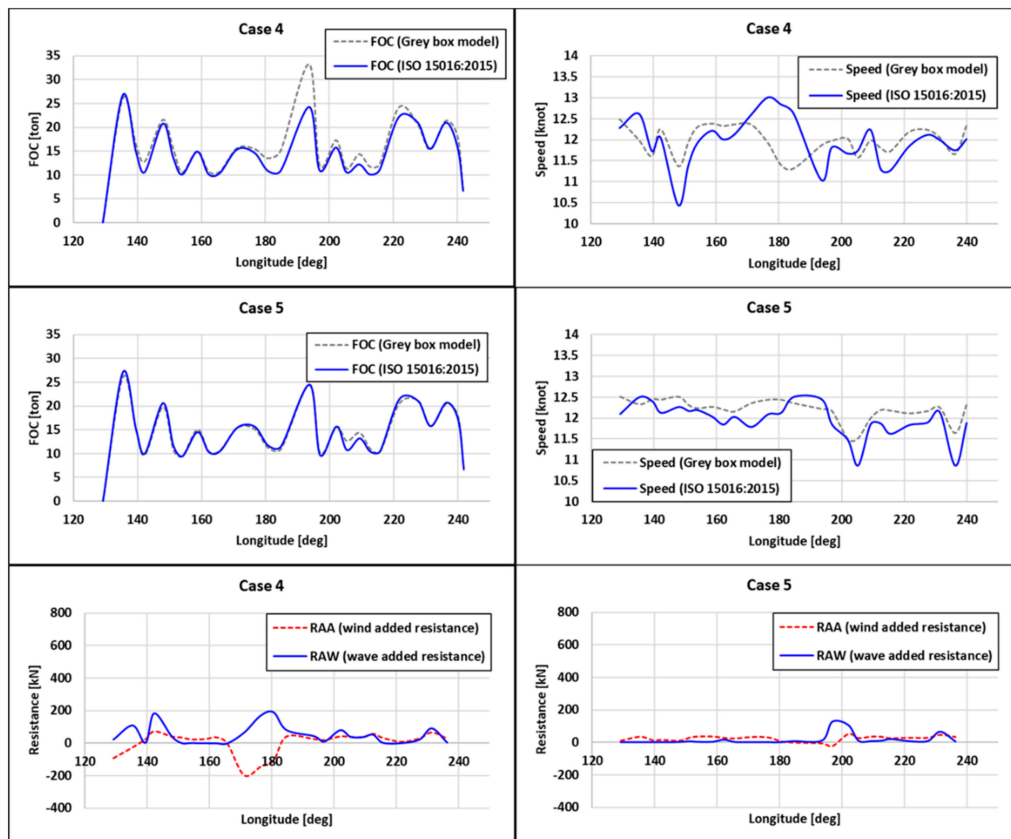 Case 4
FOC (Grey box model)
FOC (ISO 15016:2015)
FOC [ton]
35
30
25
20
15
10
5
0
120 140 160 180 200 220 240
Longitude [deg]
Case 4
Speed (Grey box model)
Speed (ISO 15016:2015)
Speed [knot]
14
13.5
13
12.5
12
11.5
11
10.5
10
120 140 160 180 200 220 240
Longitude [deg]
Case 5
FOC (Grey box model)
FOC (ISO 15016:2015)
FOC [ton]
35
30
25
20
15
10
5
0
120 140 160 180 200 220 240
Longitude [deg]
Case 5
Speed (Grey box model)
Speed (ISO 15016:2015)
Speed [knot]
14
13.5
13
12.5
12
11.5
11
10.5
10
120 140 160 180 200 220 240
Longitude [deg]
Case 4
RAA (wind added resistance)
RAW (wave added resistance)
Resistance [kN]
800
600
400
200
0
-200
-400
120 140 160 180 200 220 240
Longitude [deg]
Case 5
RAA (wind added resistance)
RAW (wave added resistance)
Resistance [kN]
800
600
400
200
0
-200
-400
120 140 160 180 200 220 240
Longitude [deg]